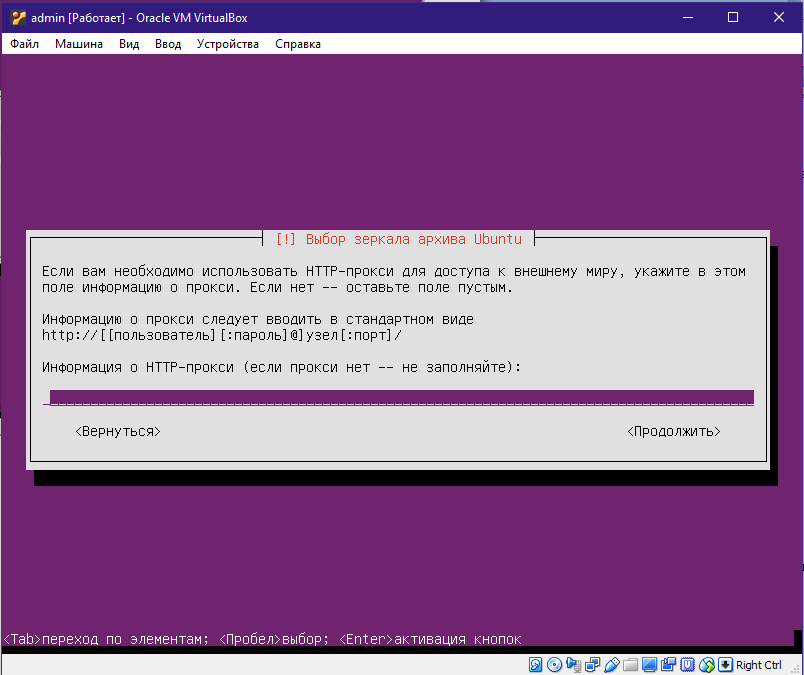 admin [Работает] - Oracle VM VirtualBox
Файл Машина Вид Ввод Устройства Справка
[!] Выбор зеркала архива Ubuntu
Если вам необходимо использовать HTTP-прокси для доступа к внешнему миру, укажите в этом
поле информацию о прокси. Если нет -- оставьте поле пустым.
Информацию о прокси следует вводить в стандартном виде
http://[[пользователь][:пароль]@]узел[:порт]/
Информация о HTTP-прокси (если прокси нет -- не заполняйте):
<Вернуться> <Продолжить>
<Tab>переход по элементам; <Пробел>выбор; <Enter>активация кнопок
Right Ctrl